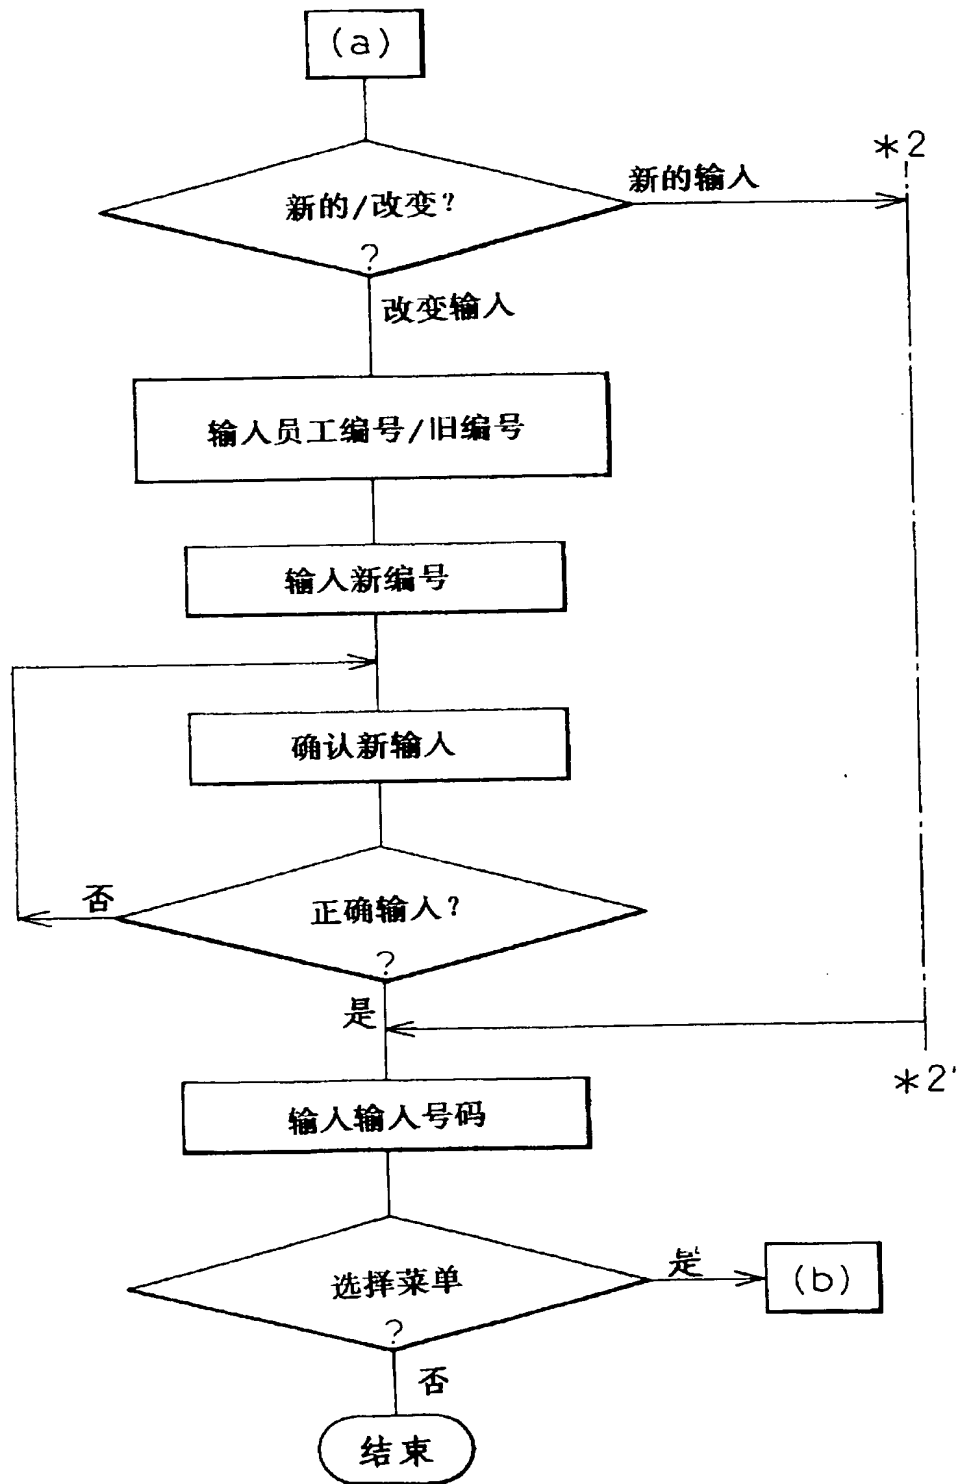 (a)
*2
新的输入
新的/改变?
?
改变输入
输入员工编号/旧编号
输入新编号
确认新输入
否
正确输入?
?
是
*2'
输入输入号码
选择菜单
?
是
(b)
否
结束